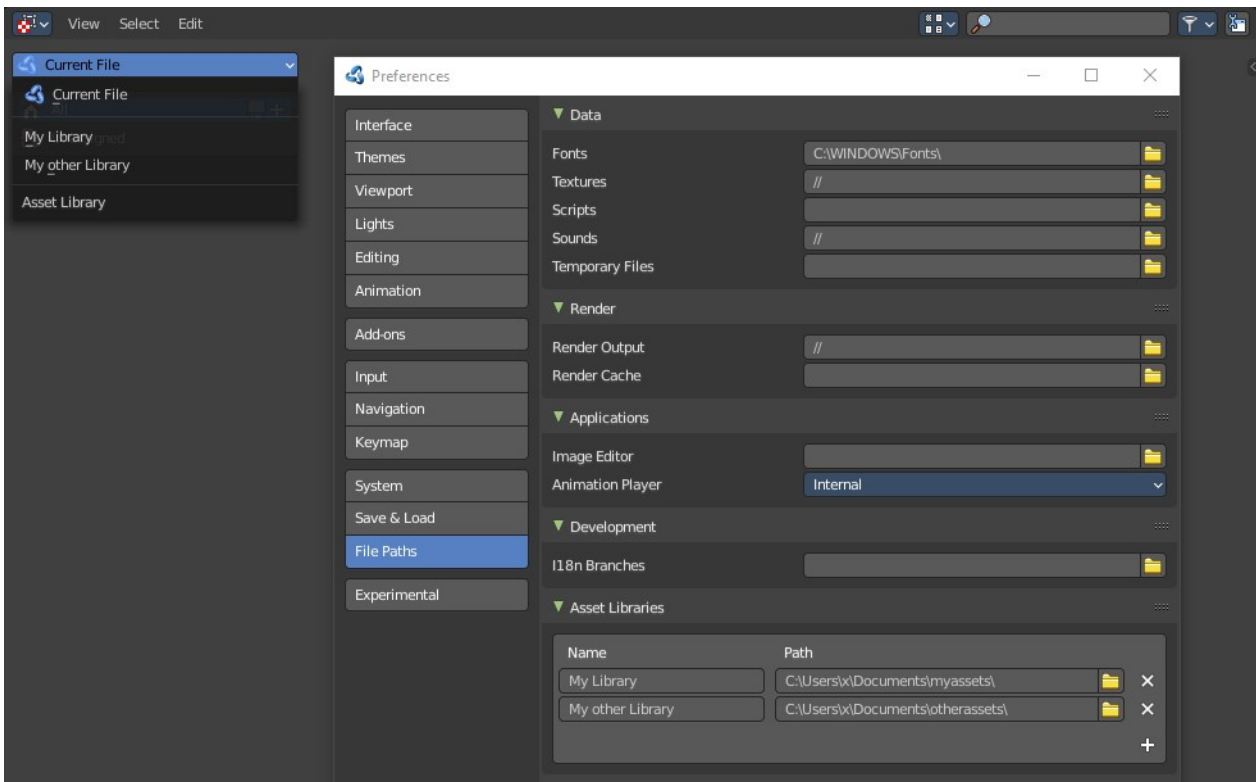 View Select Edit
Current File
Current File
All
My Library
My other Library
Asset Library
Preferences
Interface
Themes
Viewport
Lights
Editing
Animation
Add-ons
Input
Navigation
Keymap
System
Save & Load
File Paths
Experimental
Data
Fonts C:\WINDOWS\Fonts\
Textures //
Scripts
Sounds //
Temporary Files
Render
Render Output //
Render Cache
Applications
Image Editor
Animation Player Internal
Development
I18n Branches
Asset Libraries
Name Path
My Library C:\Users\x\Documents\myassets\
My other Library C:\Users\x\Documents\otherassets\